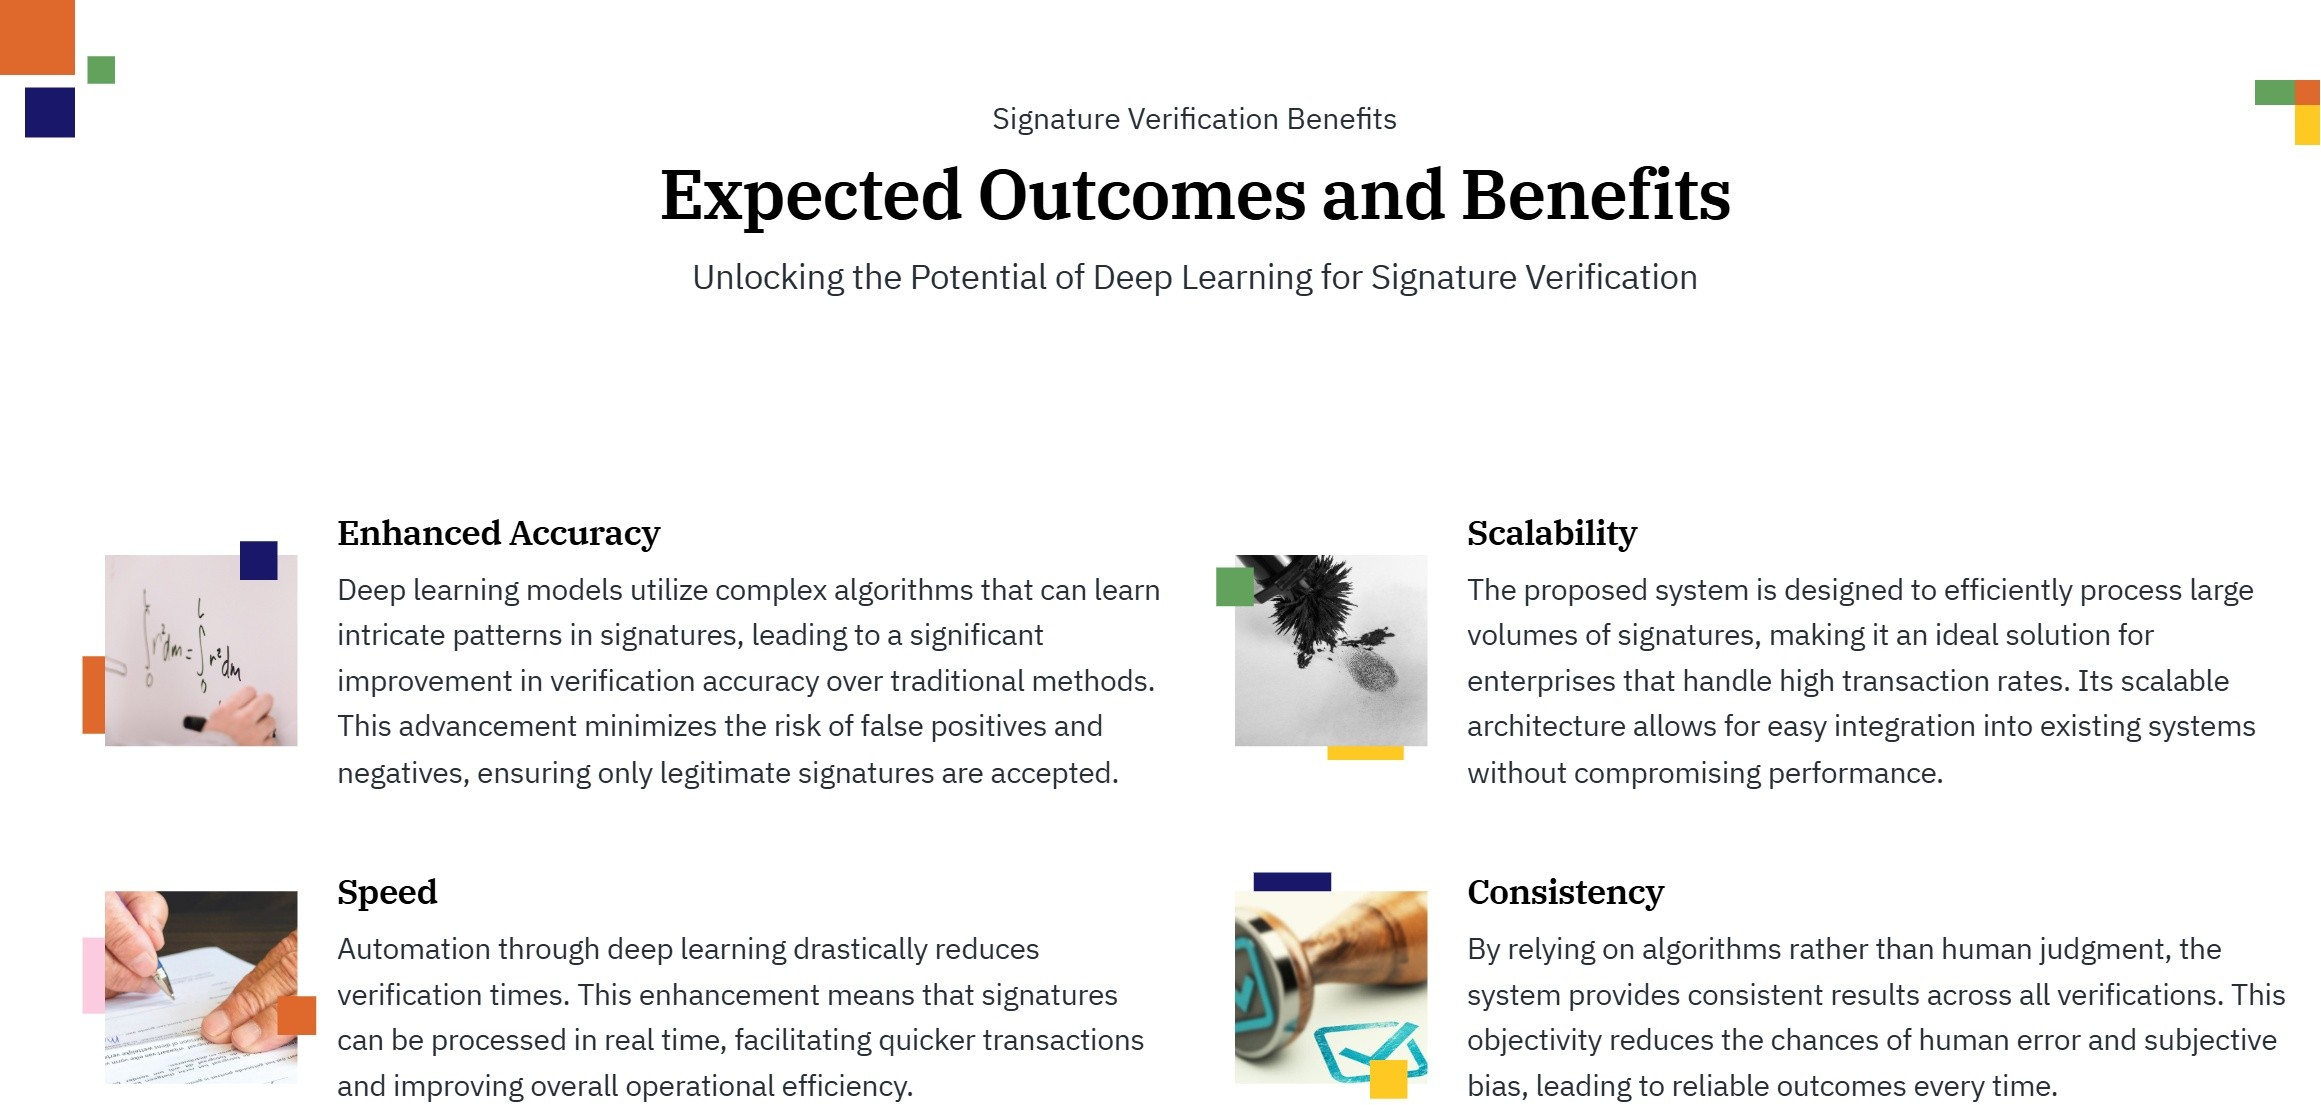 Signature Verification Benefits
Expected Outcomes and Benefits
Unlocking the Potential of Deep Learning for Signature Verification
Enhanced Accuracy
Deep learning models utilize complex algorithms that can learn
intricate patterns in signatures, leading to a significant
improvement in verification accuracy over traditional methods.
This advancement minimizes the risk of false positives and
negatives, ensuring only legitimate signatures are accepted.
Scalability
The proposed system is designed to efficiently process large
volumes of signatures, making it an ideal solution for
enterprises that handle high transaction rates. Its scalable
architecture allows for easy integration into existing systems
without compromising performance.
Speed
Automation through deep learning drastically reduces
verification times. This enhancement means that signatures
can be processed in real time, facilitating quicker transactions
and improving overall operational efficiency.
Consistency
By relying on algorithms rather than human judgment, the
system provides consistent results across all verifications. This
objectivity reduces the chances of human error and subjective
bias, leading to reliable outcomes every time.